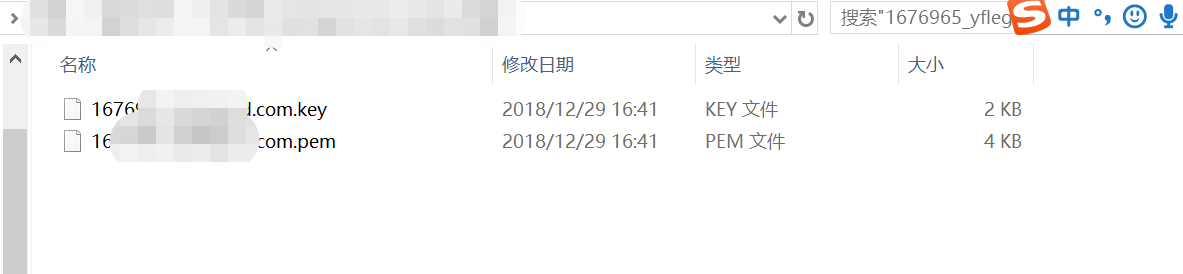 搜索"1676965_yfleg
中
名称 修改日期 类型 大小
1676 d.com.key 2018/12/29 16:41 KEY 文件 2 KB
16 com.pem 2018/12/29 16:41 PEM 文件 4 KB